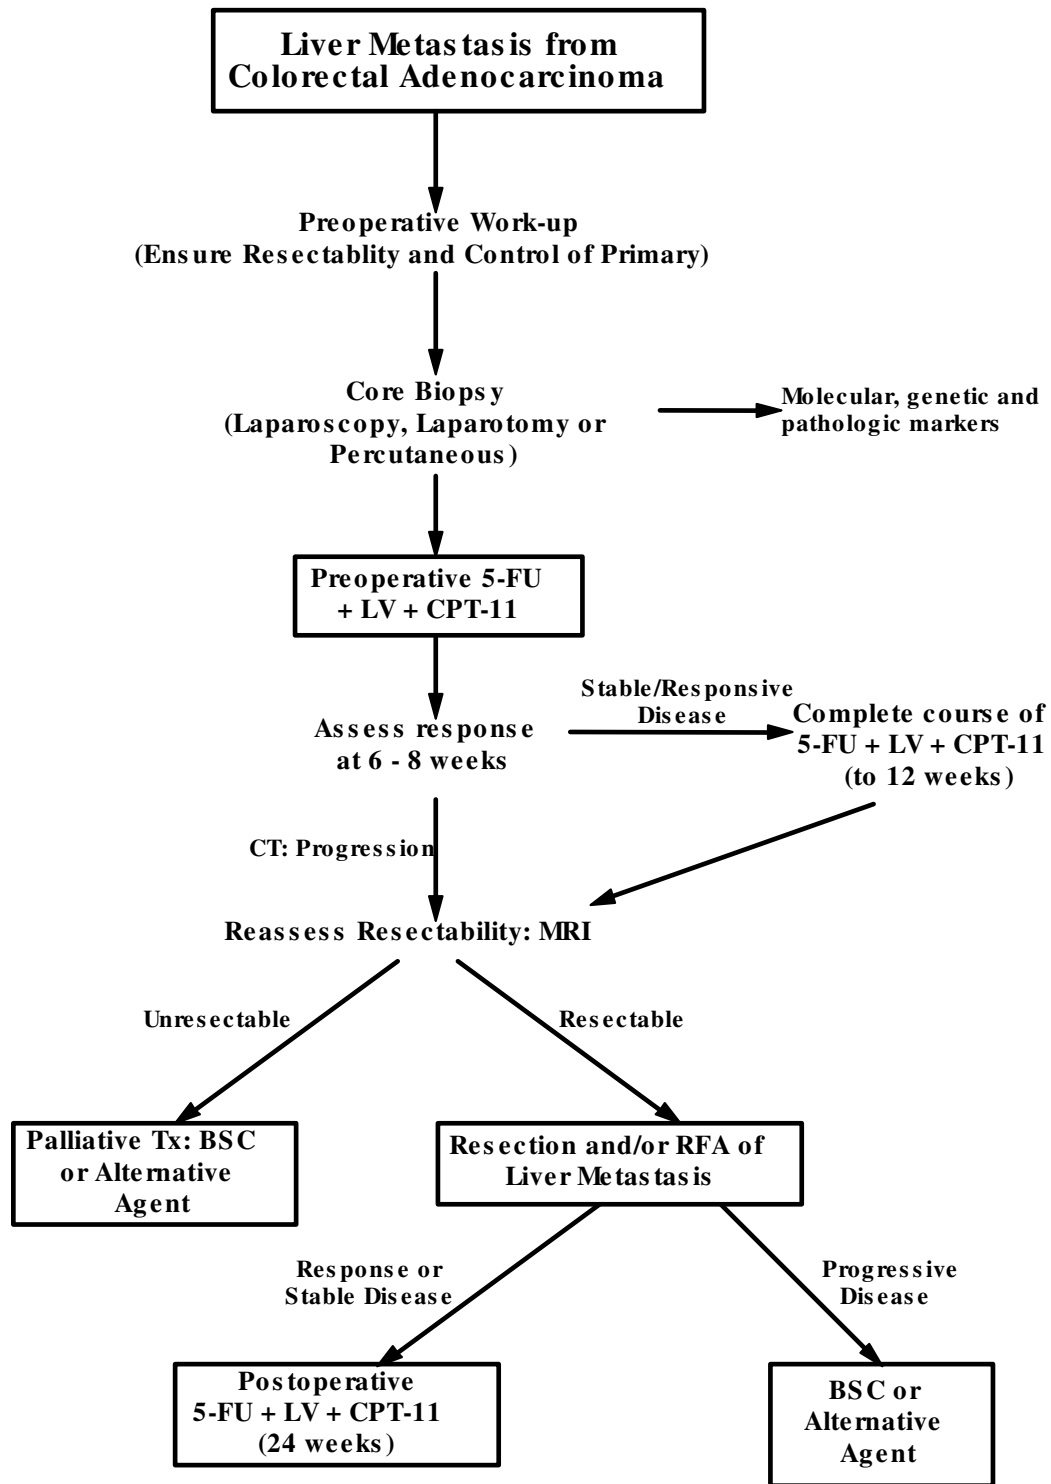 Liver Metastasis from
Colorectal Adenocarcinoma
Preoperative Work-up
(Ensure Resectablity and Control of Primary)
Core Biopsy
(Laparoscopy, Laparotomy or
Percutaneous)
Molecular, genetic and
pathologic markers
Preoperative 5-FU
+ LV + CPT-11
Assess response
at 6 - 8 weeks
Stable/Responsive
Disease
Complete course of
5-FU + LV + CPT-11
(to 12 weeks)
CT: Progression
Reassess Resectability: MRI
Unresectable
Resectable
Palliative Tx: BSC
or Alternative
Agent
Resection and/or RFA of
Liver Metastasis
Response or
Stable Disease
Progressive
Disease
Postoperative
5-FU + LV + CPT-11
(24 weeks)
BSC or
Alternative
Agent